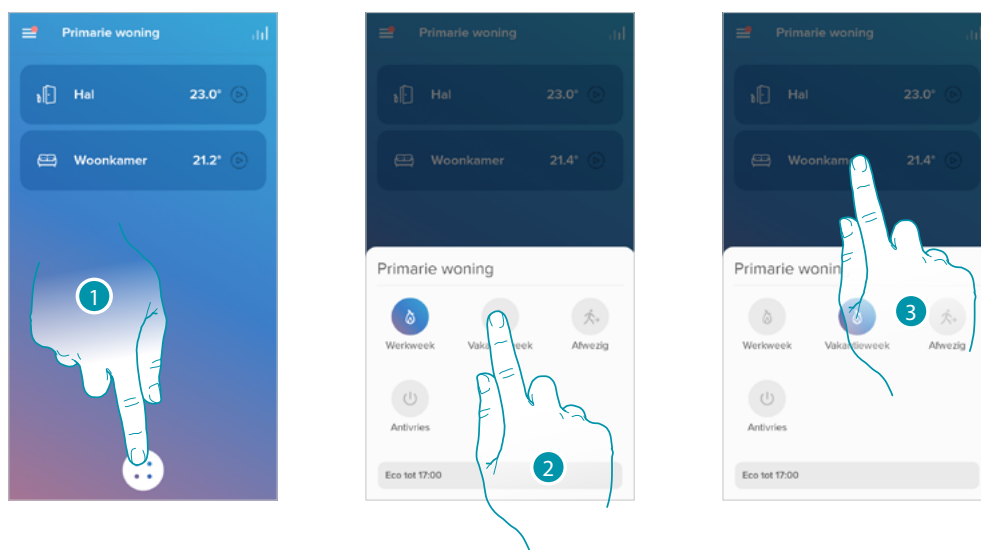 Primarie woning
Hal 23.0°
Woonkamer 21.2°
1
Primarie woning
Hal 23.0°
Woonkamer 21.4°
Primarie woning
Werkweek
Afwezig
Antivries
Eco tot 17:00
2
Primarie woning
Hal 23.0°
21.4°
Primarie
Werkweek
Afwezig
Antivries
Eco tot 17:00
3